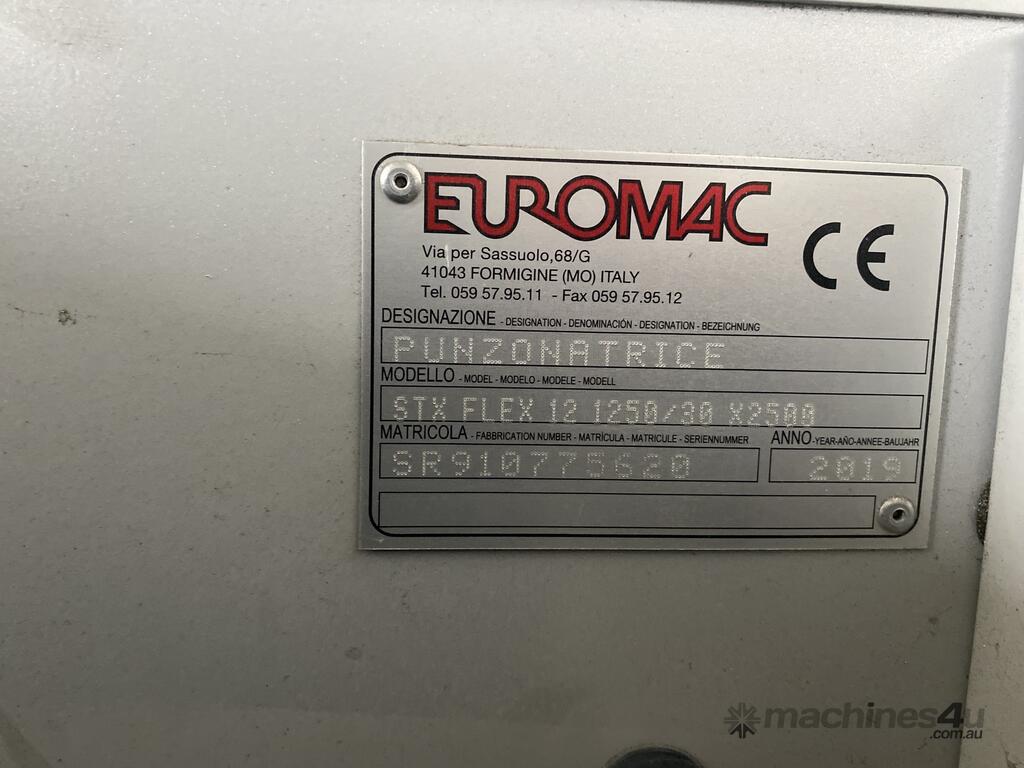 EUROMAC
CE
Via per Sassuolo,68/G
41043 FORMIGINE (MO) ITALY
Tel. 059 57.95.11 - Fax 059 57.95.12
DESIGNAZIONE - DESIGNATION - DENOMINACIÓN - DESIGNATION - BEZEICHNUNG
PUNZONATRICE
MODELLO - MODEL - MODELO - MODELE - MODELL
STX FLEX 12 1250/30 X2500
MATRICOLA - FABBRICATION NUMBER - MATRÍCULA - MATRICULE - SERIENNUMMER
ANNO -YEAR-AÑO-ANNEE-BAUJAHR
SR9107775620 2019
machines4u
.com.au